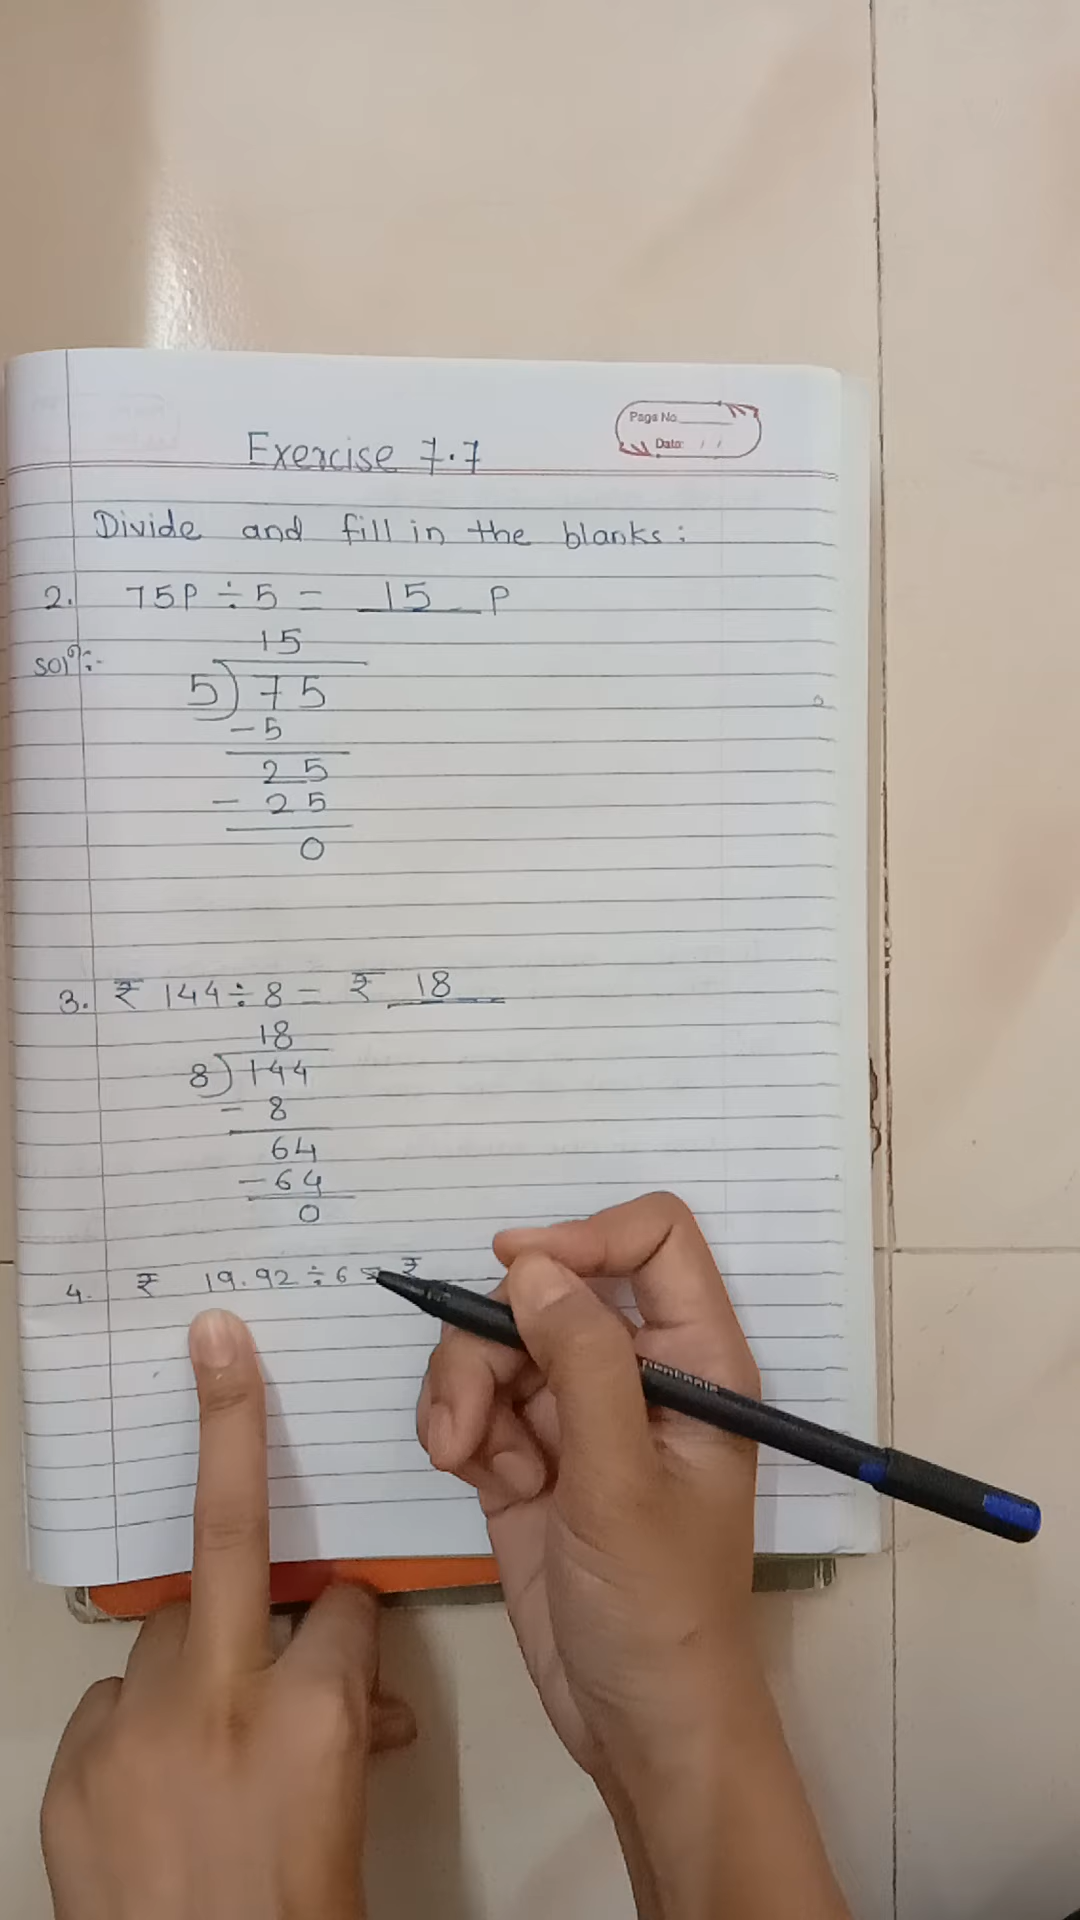 Page No.
Date: / /
Exercise 7.7
Divide and fill in the blanks:
2. 75P ÷ 5 = 15 P
Solⁿ:-
15
5) 75
- 5
25
- 25
0
3. ₹ 144 ÷ 8 = ₹ 18
18
8) 144
- 8
64
- 64
0
4. ₹ 19.92 ÷ 6 = ₹